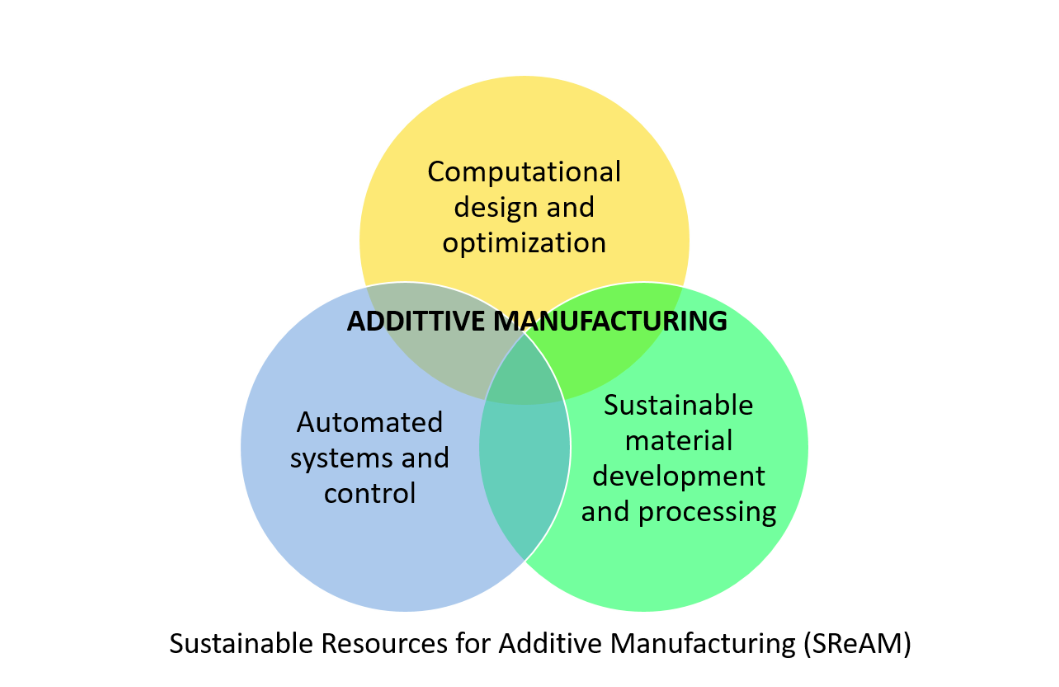 Computational
design and
optimization
ADDITTIVE MANUFACTURING
Automated
systems and
control
Sustainable
material
development
and processing
Sustainable Resources for Additive Manufacturing (SReAM)